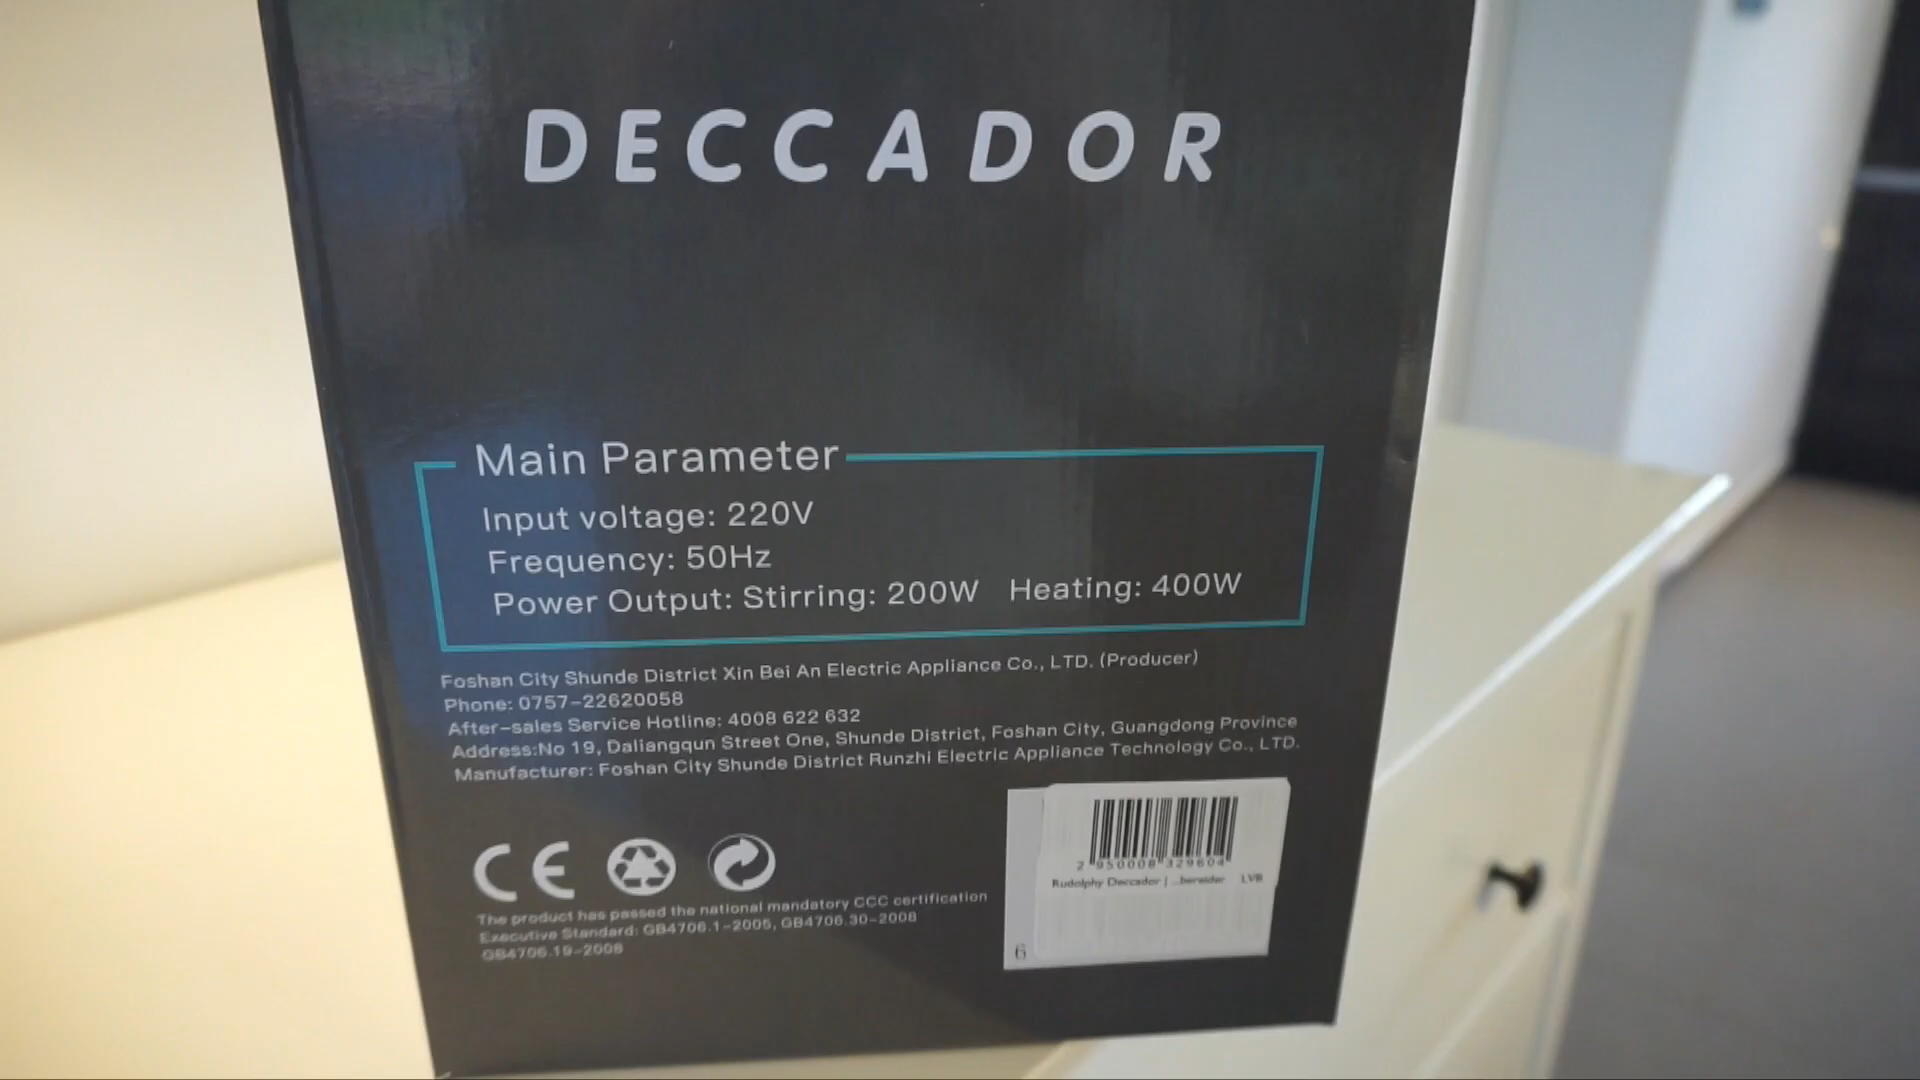 DECCADOR
Main Parameter
Input voltage: 220V
Frequency: 50Hz
Power Output: Stirring: 200W Heating: 400W
Foshan City Shunde District Xin Bei An Electric Appliance Co., LTD. (Producer)
Phone: 0757-22620058
After-sales Service Hotline: 4008 622 632
Address:No 19, Daliangqun Street One, Shunde District, Foshan City, Guangdong Province
Manufacturer: Foshan City Shunde District Runzhi Electric Appliance Technology Co., LTD.
CE
The product has passed the national mandatory CCC certification
Executive Standard: GB4706.1-2005, GB4706.30-2008
GB4706.19-2008
2 950008 329604
Rudolphy Deccador | ...bereider LVB
6